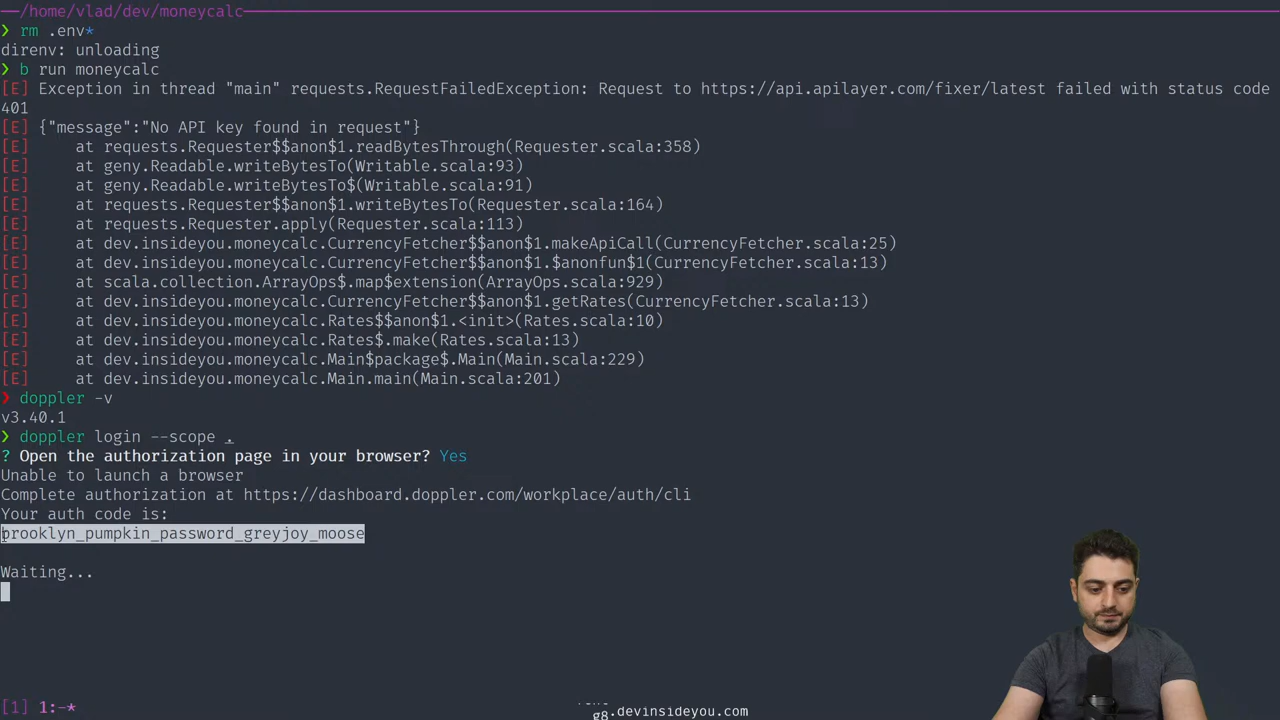 /home/vlad/dev/moneycalc
❯ rm .env*
direnv: unloading
❯ b run moneycalc
[E] Exception in thread "main" requests.RequestFailedException: Request to https://api.apilayer.com/fixer/latest failed with status code
401
[E] {"message":"No API key found in request"}
[E]     at requests.Requester$$anon$1.readBytesThrough(Requester.scala:358)
[E]     at geny.Readable.writeBytesTo(Writable.scala:93)
[E]     at geny.Readable.writeBytesTo$(Writable.scala:91)
[E]     at requests.Requester$$anon$1.writeBytesTo(Requester.scala:164)
[E]     at requests.Requester.apply(Requester.scala:113)
[E]     at dev.insideyou.moneycalc.CurrencyFetcher$$anon$1.makeApiCall(CurrencyFetcher.scala:25)
[E]     at dev.insideyou.moneycalc.CurrencyFetcher$$anon$1.$anonfun$1(CurrencyFetcher.scala:13)
[E]     at scala.collection.ArrayOps$.map$extension(ArrayOps.scala:929)
[E]     at dev.insideyou.moneycalc.CurrencyFetcher$$anon$1.getRates(CurrencyFetcher.scala:13)
[E]     at dev.insideyou.moneycalc.Rates$$anon$1.<init>(Rates.scala:10)
[E]     at dev.insideyou.moneycalc.Rates$.make(Rates.scala:13)
[E]     at dev.insideyou.moneycalc.Main$package$.Main(Main.scala:229)
[E]     at dev.insideyou.moneycalc.Main.main(Main.scala:201)
❯ doppler -v
v3.40.1
❯ doppler login --scope .
? Open the authorization page in your browser? Yes
Unable to launch a browser
Complete authorization at https://dashboard.doppler.com/workplace/auth/cli
Your auth code is:
brooklyn_pumpkin_password_greyjoy_moose
Waiting...
[1] 1:-*
g8.devinsideyou.com